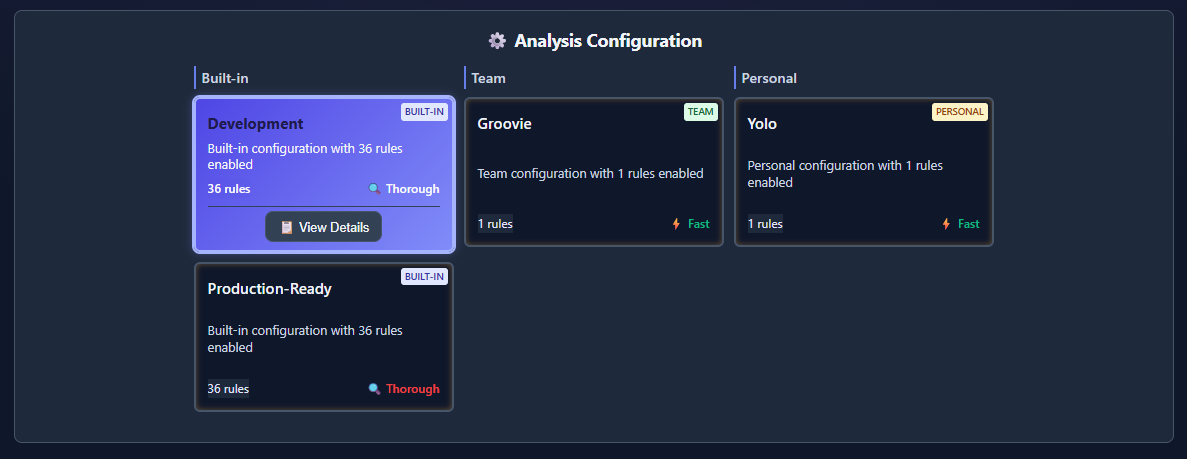 Analysis Configuration
Built-in
Team
Personal
BUILT-IN
Development
Built-in configuration with 36 rules
enabled
36 rules
Thorough
View Details
TEAM
Groovie
Team configuration with 1 rules enabled
1 rules
Fast
PERSONAL
Yolo
Personal configuration with 1 rules
enabled
1 rules
Fast
BUILT-IN
Production-Ready
Built-in configuration with 36 rules
enabled
36 rules
Thorough